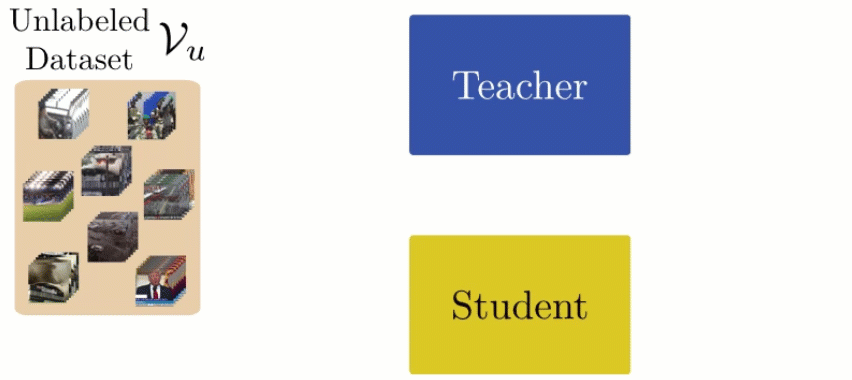 Unlabeled
Dataset
𝒱ᵤ
Teacher
Student